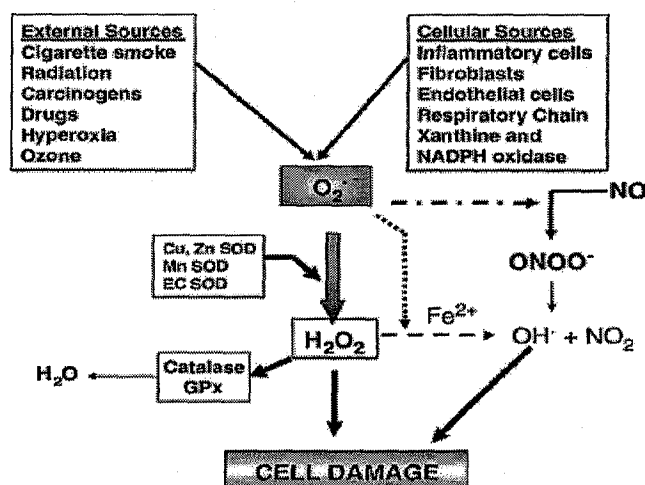 External Sources
Cigarette smoke
Radiation
Carcinogens
Drugs
Hyperoxia
Ozone
Cellular Sources
Inflammatory cells
Fibroblasts
Endothelial cells
Respiratory Chain
Xanthine and
NADPH oxidase
O₂·⁻
NO
Cu, Zn SOD
Mn SOD
EC SOD
ONOO⁻
H₂O₂
Fe²⁺
OH· + NO₂
H₂O
Catalase
GPx
CELL DAMAGE